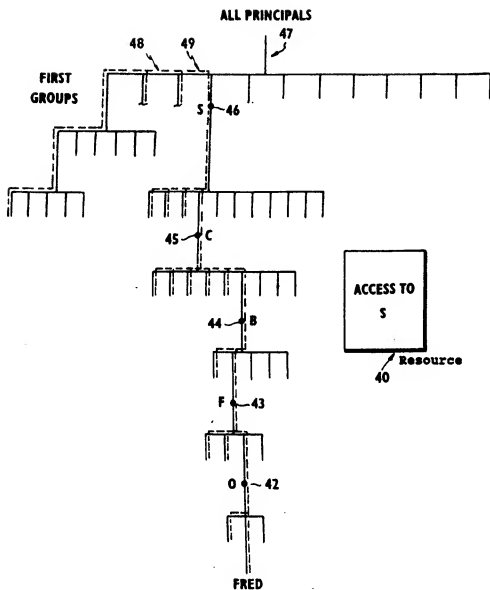 ALL PRINCIPALS
48
49
47
FIRST
GROUPS
S
46
45
C
ACCESS TO
S
44
B
Resource
40
F
43
O
42
FRED